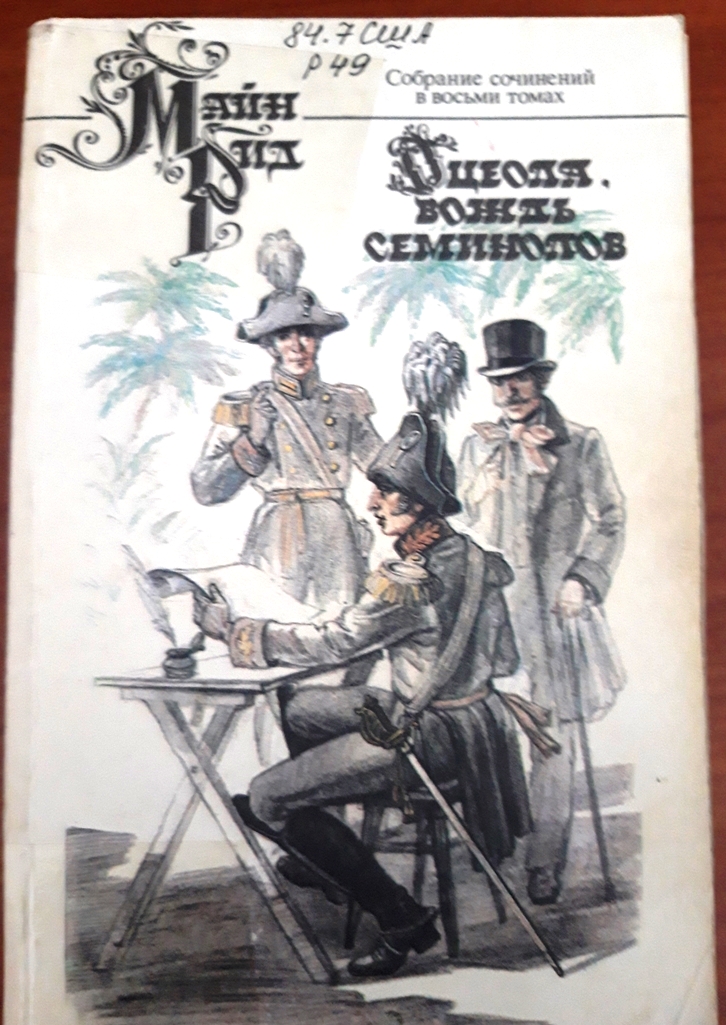 84.7 США
Р 49
Майн
Рид
Собрание сочинений
в восьми томах
Оцеола,
вождь
семинолов